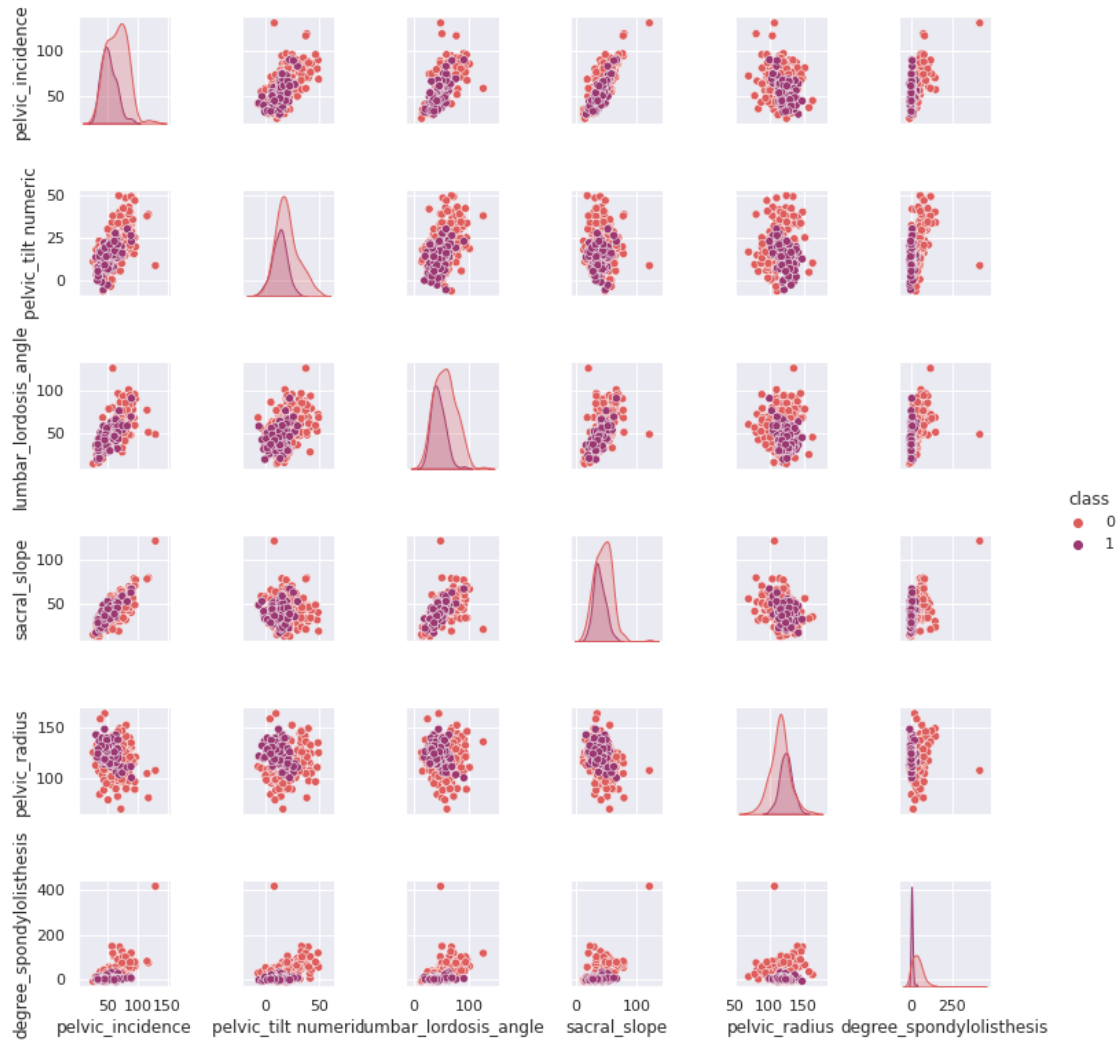 pelvic_incidence
100
50
pelvic_tilt numeric
50
25
0
lumbar_lordosis_angle
100
50
class
0
1
sacral_slope
100
50
pelvic_radius
150
100
degree_spondylolisthesis
400
200
0
50 100 150 0 50 0 100 0 100 50 100 150 0 250
pelvic_incidence pelvic_tilt numeric lumbar_lordosis_angle sacral_slope pelvic_radius degree_spondylolisthesis